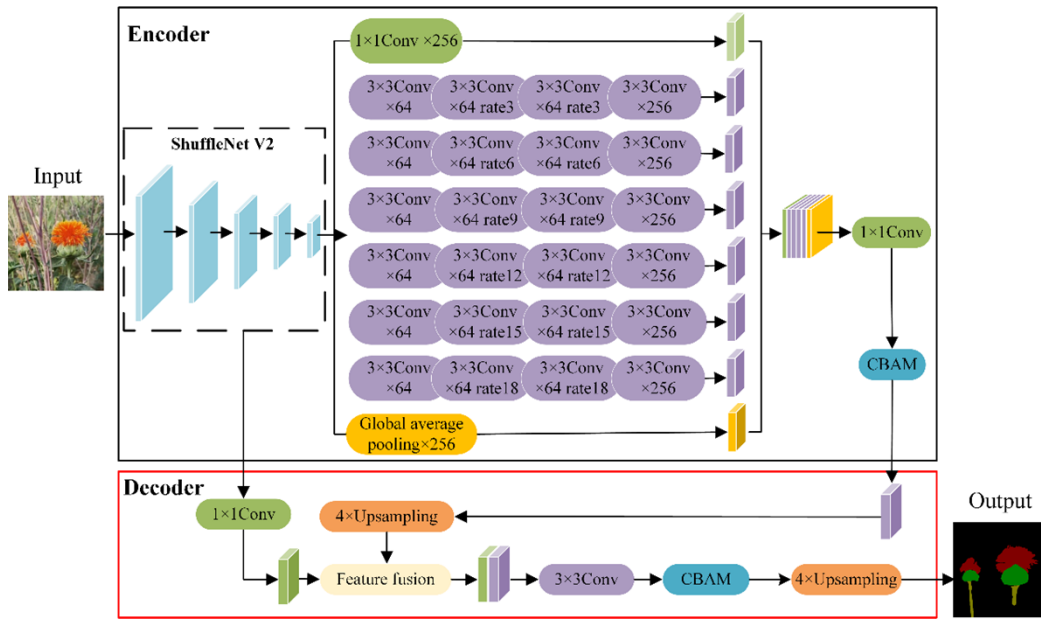 Encoder
1×1Conv ×256
3×3Conv
×64
3×3Conv
×64 rate3
3×3Conv
×64 rate3
3×3Conv
×256
ShuffleNet V2
3×3Conv
×64
3×3Conv
×64 rate6
3×3Conv
×64 rate6
3×3Conv
×256
Input
3×3Conv
×64
3×3Conv
×64 rate9
3×3Conv
×64 rate9
3×3Conv
×256
1×1Conv
3×3Conv
×64
3×3Conv
×64 rate12
3×3Conv
×64 rate12
3×3Conv
×256
3×3Conv
×64
3×3Conv
×64 rate15
3×3Conv
×64 rate15
3×3Conv
×256
3×3Conv
×64
3×3Conv
×64 rate18
3×3Conv
×64 rate18
3×3Conv
×256
CBAM
Global average
pooling×256
Decoder
1×1Conv
4×Upsampling
Output
Feature fusion
3×3Conv
CBAM
4×Upsampling